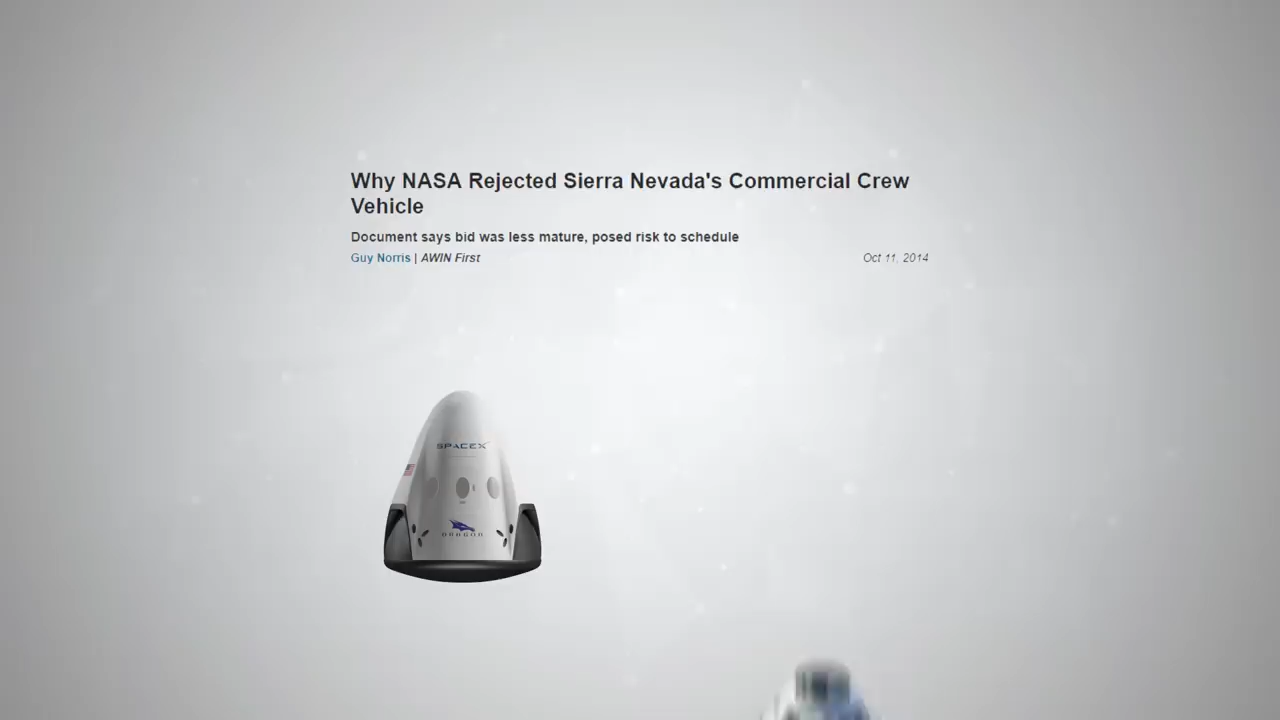 Why NASA Rejected Sierra Nevada's Commercial Crew
Vehicle
Document says bid was less mature, posed risk to schedule
Guy Norris | AWIN First
Oct 11, 2014
SPACEX
DRAGON